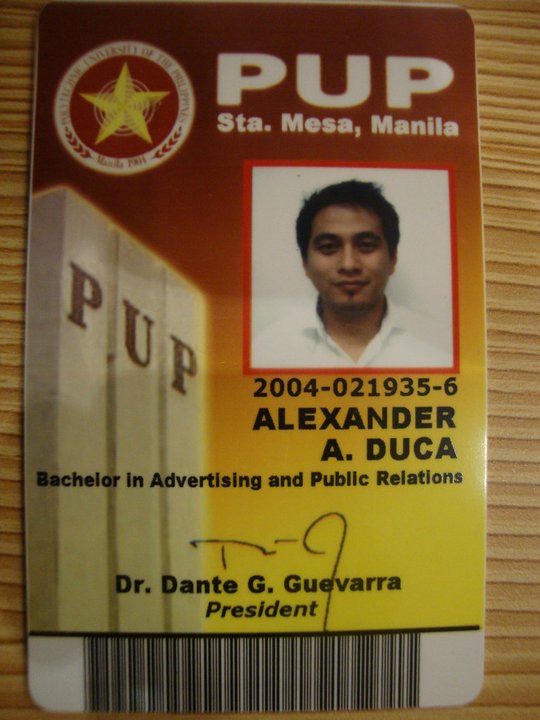 POLYTECHNIC UNIVERSITY OF THE PHILIPPINES
Manila 1904
PUP
Sta. Mesa, Manila
PUP
2004-021935-6
ALEXANDER
A. DUCA
Bachelor in Advertising and Public Relations
Dr. Dante G. Guevarra
President